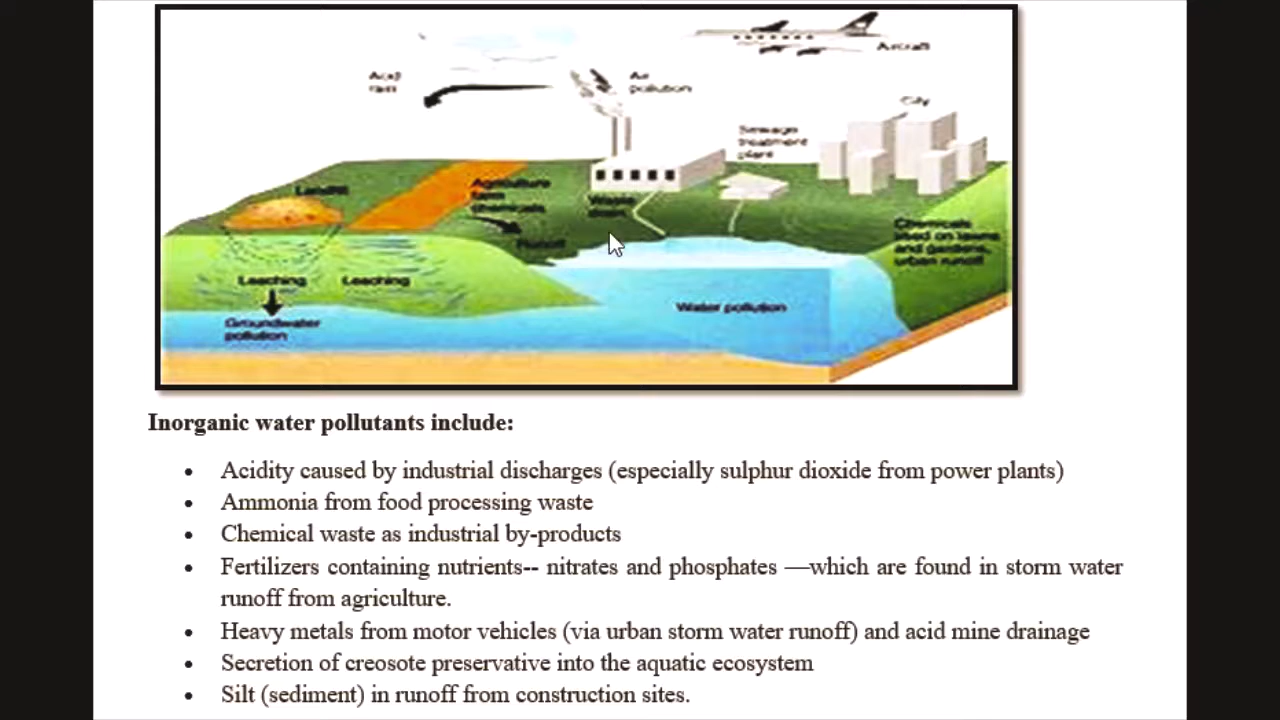 Aircraft
Acid
rain
Air
pollution
City
Sewage
treatment
plant
Landfill
Agriculture
farm
chemicals
Waste
Runoff
Chemicals
used on lawns
and gardens,
urban runoff
Leaching
Leaching
Water pollution
Groundwater
pollution
Inorganic water pollutants include:
• Acidity caused by industrial discharges (especially sulphur dioxide from power plants)
• Ammonia from food processing waste
• Chemical waste as industrial by-products
• Fertilizers containing nutrients-- nitrates and phosphates —which are found in storm water
runoff from agriculture.
• Heavy metals from motor vehicles (via urban storm water runoff) and acid mine drainage
• Secretion of creosote preservative into the aquatic ecosystem
• Silt (sediment) in runoff from construction sites.